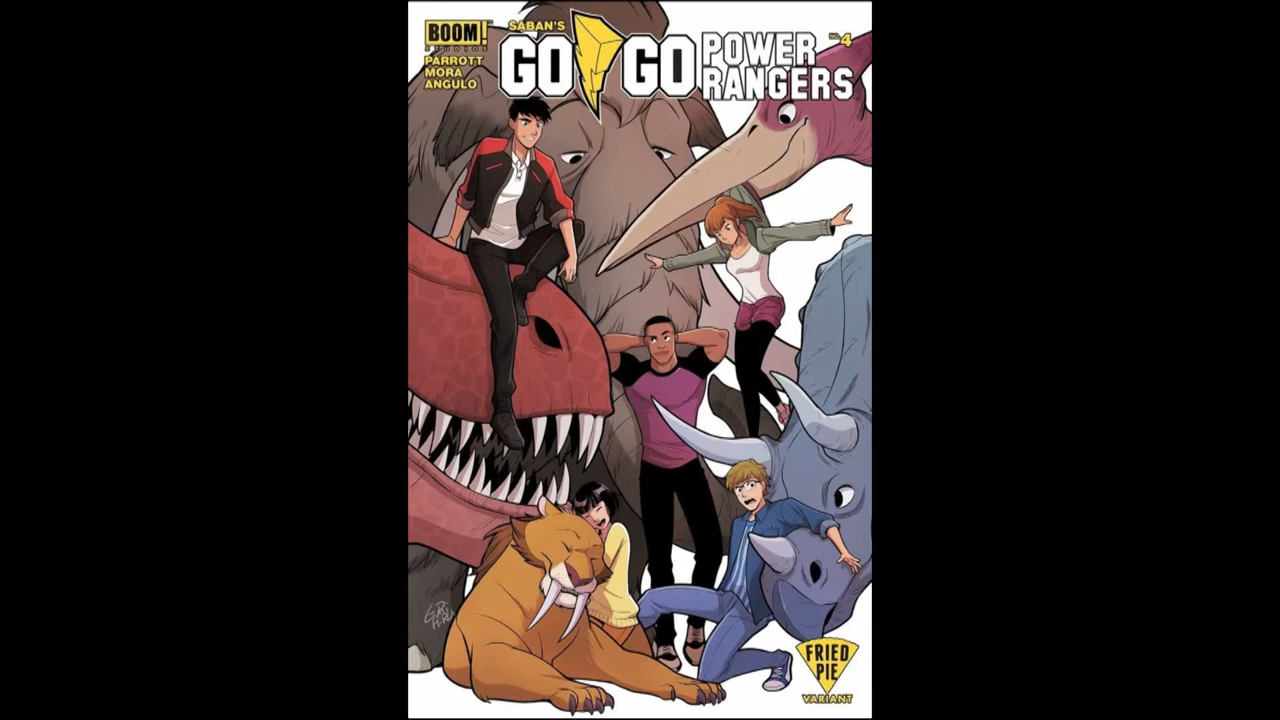 BOOM!
STUDIOS
PARROTT
MORA
ANGULO
SABAN'S
GO GO POWER RANGERS
NO. 4
FRIED
PIE
VARIANT